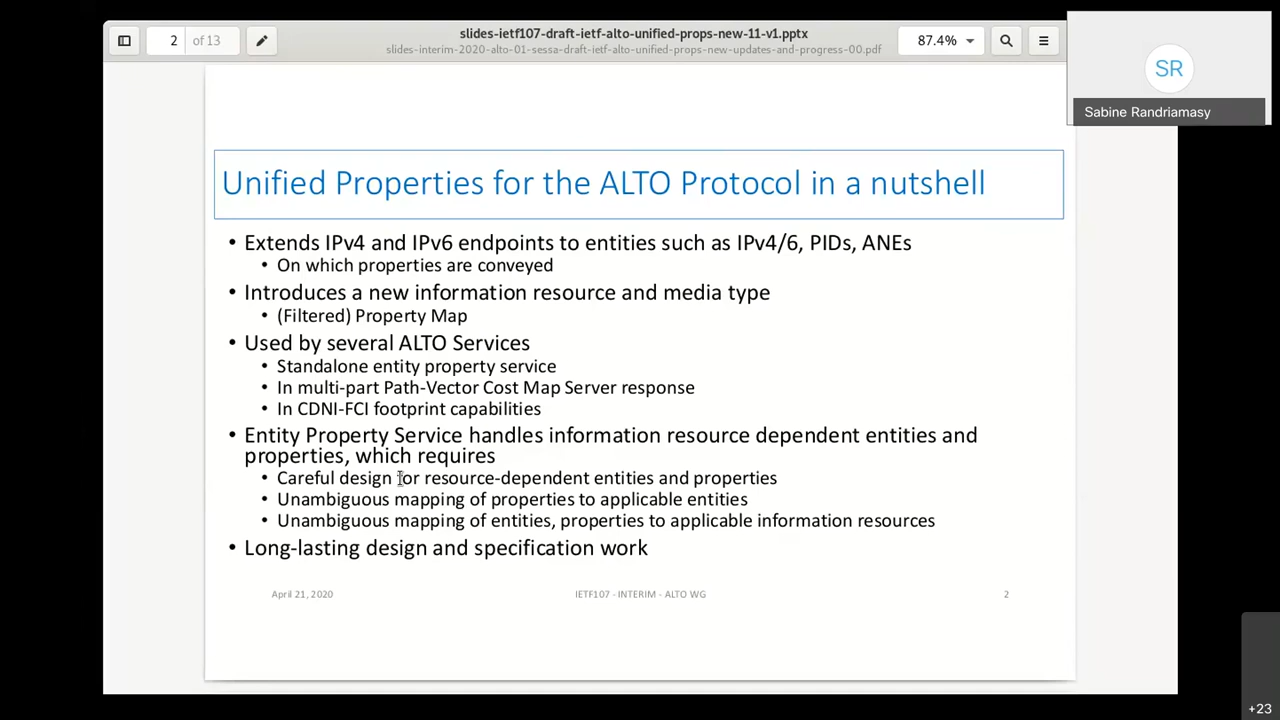 2 of 13
slides-ietf107-draft-ietf-alto-unified-props-new-11-v1.pptx
slides-interim-2020-alto-01-sessa-draft-ietf-alto-unified-props-new-updates-and-progress-00.pdf
87.4%
SR
Sabine Randriamasy
Unified Properties for the ALTO Protocol in a nutshell
• Extends IPv4 and IPv6 endpoints to entities such as IPv4/6, PIDs, ANEs
• On which properties are conveyed
• Introduces a new information resource and media type
• (Filtered) Property Map
• Used by several ALTO Services
• Standalone entity property service
• In multi-part Path-Vector Cost Map Server response
• In CDNI-FCI footprint capabilities
• Entity Property Service handles information resource dependent entities and
properties, which requires
• Careful design for resource-dependent entities and properties
• Unambiguous mapping of properties to applicable entities
• Unambiguous mapping of entities, properties to applicable information resources
• Long-lasting design and specification work
April 21, 2020
IETF107 - INTERIM - ALTO WG
2
+23